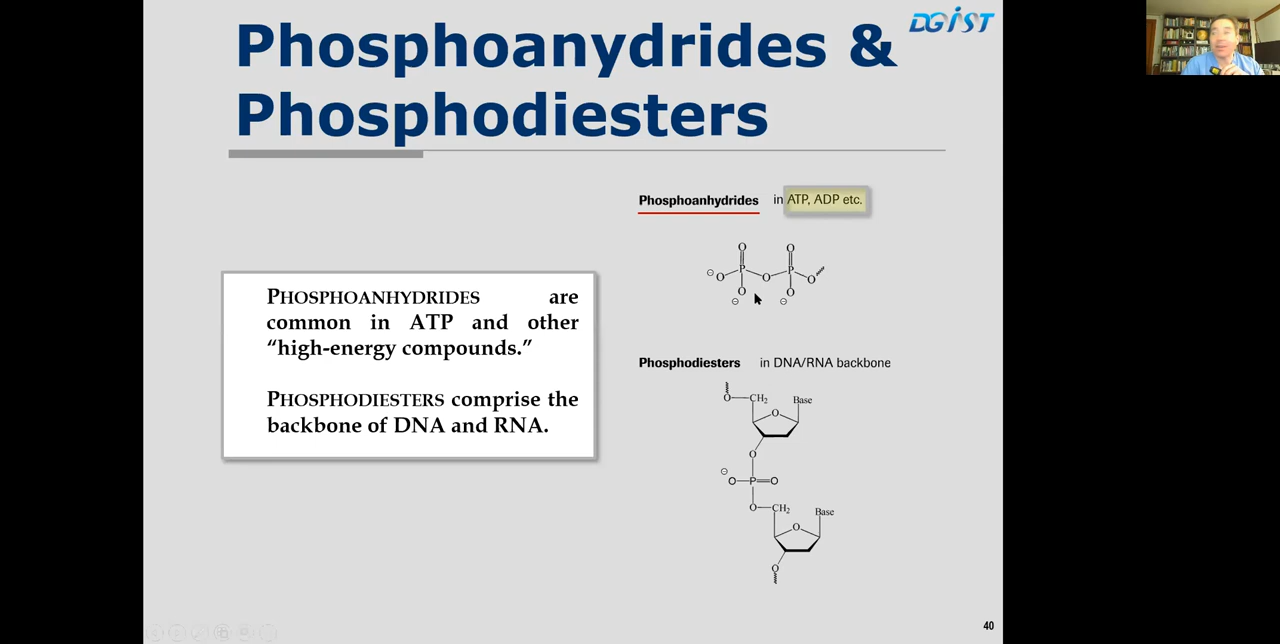 Phosphoanydrides &
Phosphodiesters
DGIST
Phosphoanhydrides in ATP, ADP etc.
O O
⊖ O P O P O
O O
⊖ ⊖
PHOSPHOANHYDRIDES are
common in ATP and other
“high-energy compounds.”
PHOSPHODIESTERS comprise the
backbone of DNA and RNA.
Phosphodiesters in DNA/RNA backbone
O—CH₂ Base
O
O
⊖
O—P=O
O—CH₂ Base
O
O
40